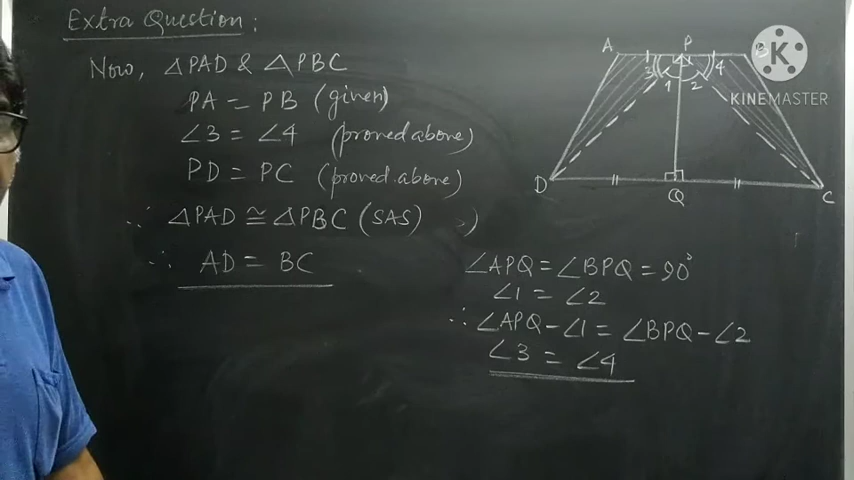 Extra Question:
Now, △PAD & △PBC
PA = PB (given)
∠3 = ∠4 (proved above)
PD = PC (proved above)
∴ △PAD ≅ △PBC (SAS)
∴ AD = BC
A P B
3 4
1 2
D Q C
K
KINEMASTER
∠APQ = ∠BPQ = 90°
∠1 = ∠2
∴ ∠APQ - ∠1 = ∠BPQ - ∠2
∠3 = ∠4